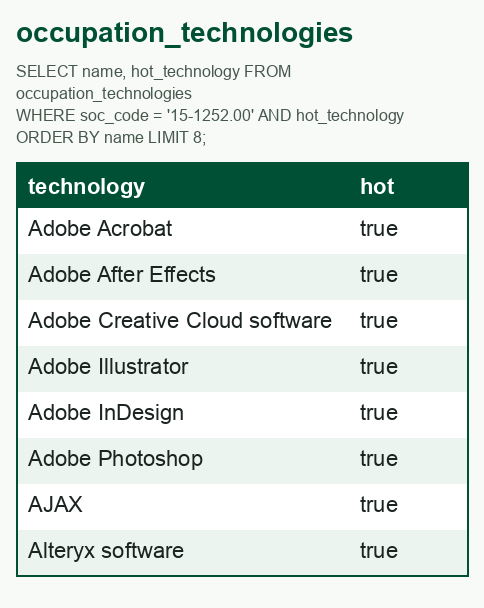 occupation_technologies
SELECT name, hot_technology FROM
occupation_technologies
WHERE soc_code = '15-1252.00' AND hot_technology
ORDER BY name LIMIT 8;
technology hot
Adobe Acrobat true
Adobe After Effects true
Adobe Creative Cloud software true
Adobe Illustrator true
Adobe InDesign true
Adobe Photoshop true
AJAX true
Alteryx software true